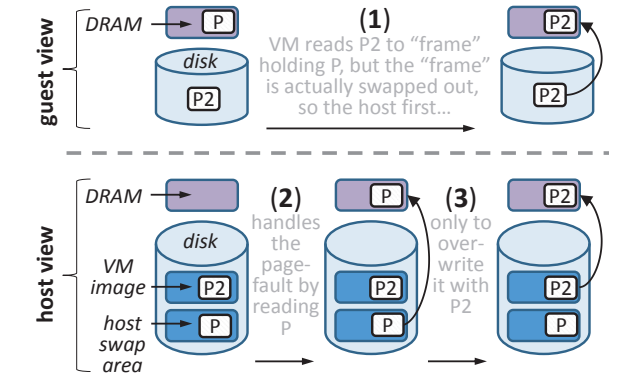 guest view
DRAM
P
disk
P2
(1)
VM reads P2 to “frame”
holding P, but the “frame”
is actually swapped out,
so the host first...
P2
P2
host view
DRAM
disk
VM
image
P2
host
swap
area
P
(2)
handles
the
page-
fault by
reading
P
P
P2
P
(3)
only to
over-
write
it with
P2
P2
P2
P